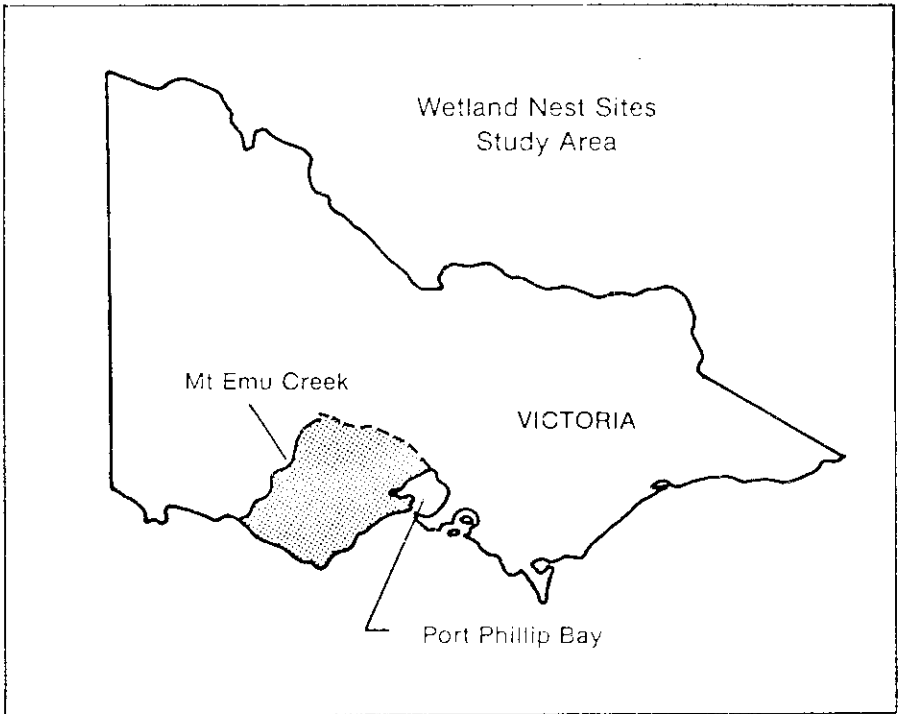 Wetland Nest Sites
Study Area
Mt Emu Creek
VICTORIA
Port Phillip Bay